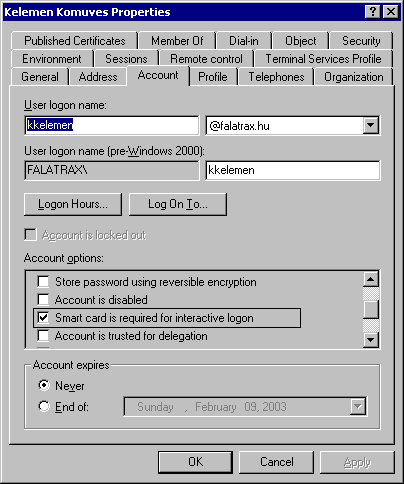 Kelemen Komuves Properties
Published Certificates Member Of Dial-in Object Security
Environment Sessions Remote control Terminal Services Profile
General Address Account Profile Telephones Organization
User logon name:
kkelemen @falatrax.hu
User logon name (pre-Windows 2000):
FALATRAX\ kkelemen
Logon Hours... Log On To...
Account is locked out
Account options:
Store password using reversible encryption
Account is disabled
Smart card is required for interactive logon
Account is trusted for delegation
Account expires
Never
End of: Sunday , February 09, 2003
OK Cancel Apply